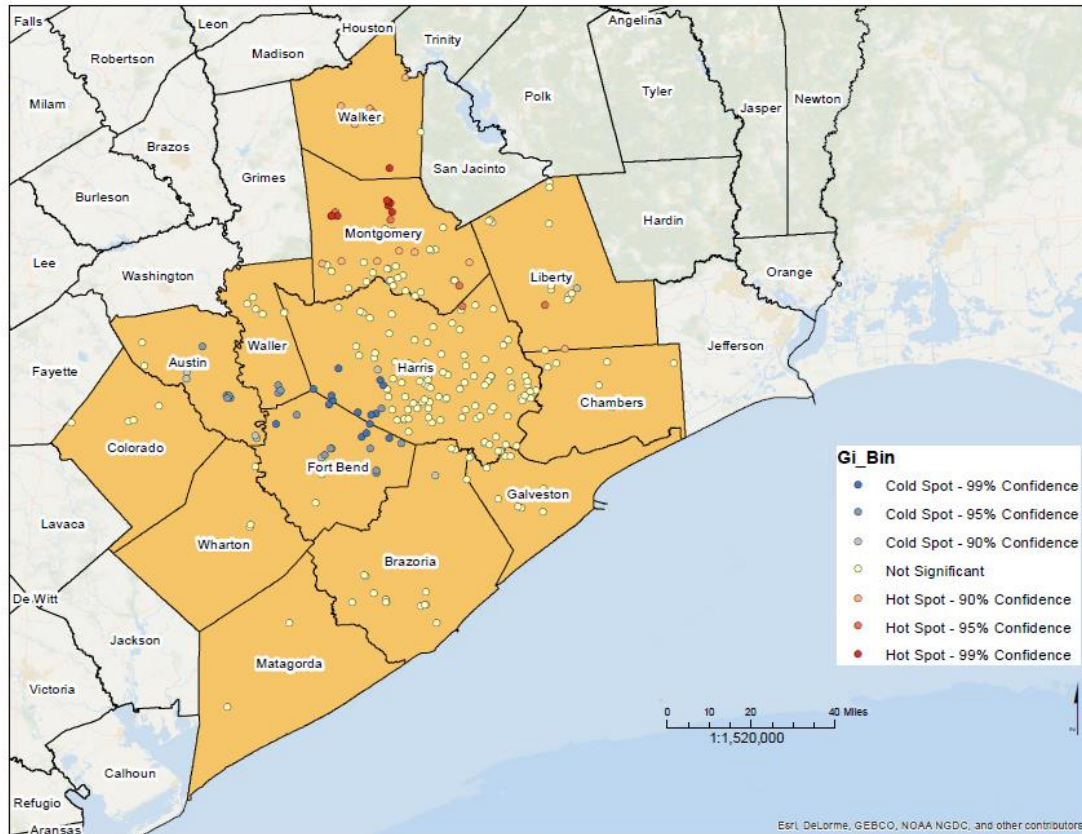 Falls
Leon
Houston
Trinity
Angelina
Robertson
Madison
Milam
Polk
Tyler
Jasper
Newton
Walker
Brazos
San Jacinto
Grimes
Burleson
Hardin
Montgomery
Lee
Washington
Liberty
Orange
Waller
Jefferson
Austin
Harris
Fayette
Chambers
Colorado
Fort Bend
Galveston
Lavaca
Wharton
Brazoria
De Witt
Jackson
Matagorda
Victoria
Calhoun
Refugio
Aransas
Gi_Bin
Cold Spot - 99% Confidence
Cold Spot - 95% Confidence
Cold Spot - 90% Confidence
Not Significant
Hot Spot - 90% Confidence
Hot Spot - 95% Confidence
Hot Spot - 99% Confidence
0 10 20 40 Miles
1:1,520,000
N
Esri, DeLorme, GEBCO, NOAA NGDC, and other contributors